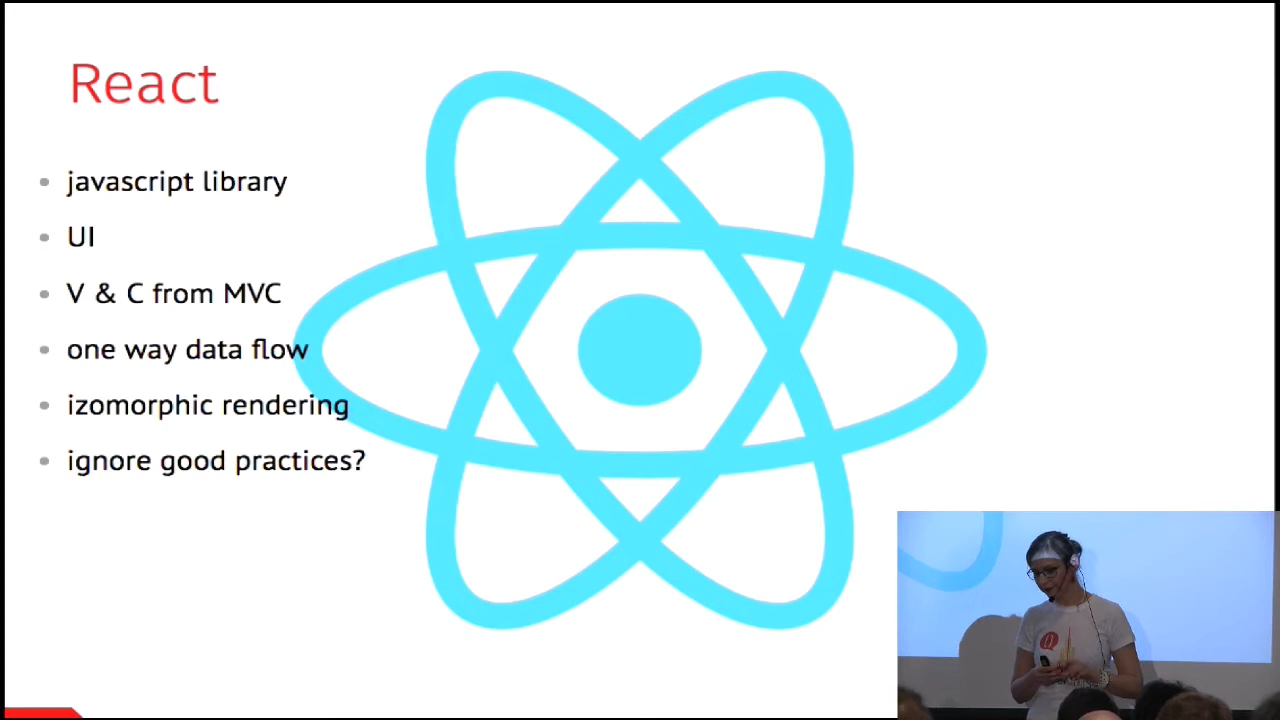 React
javascript library
UI
V & C from MVC
one way data flow
izomorphic rendering
ignore good practices?